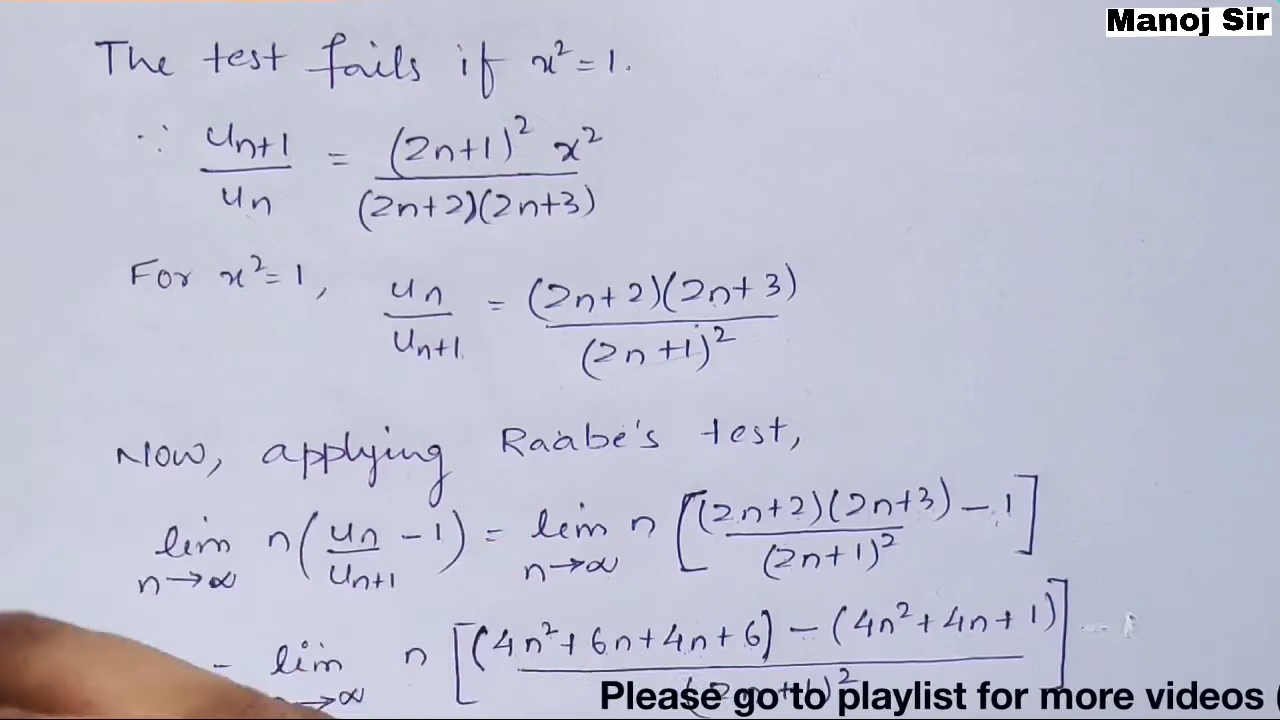 Manoj Sir
The test fails if x² = 1.
∵ uₙ₊₁/uₙ = (2n+1)² x² / (2n+2)(2n+3)
For x² = 1, uₙ/uₙ₊₁ = (2n+2)(2n+3) / (2n+1)²
Now, applying Raabe's test,
lim n→∞ n(uₙ/uₙ₊₁ - 1) = lim n→∞ n[(2n+2)(2n+3)/(2n+1)² - 1]
= lim n→∞ n[(4n²+6n+4n+6) - (4n²+4n+1) / (2n+1)²]
Please go to playlist for more videos (